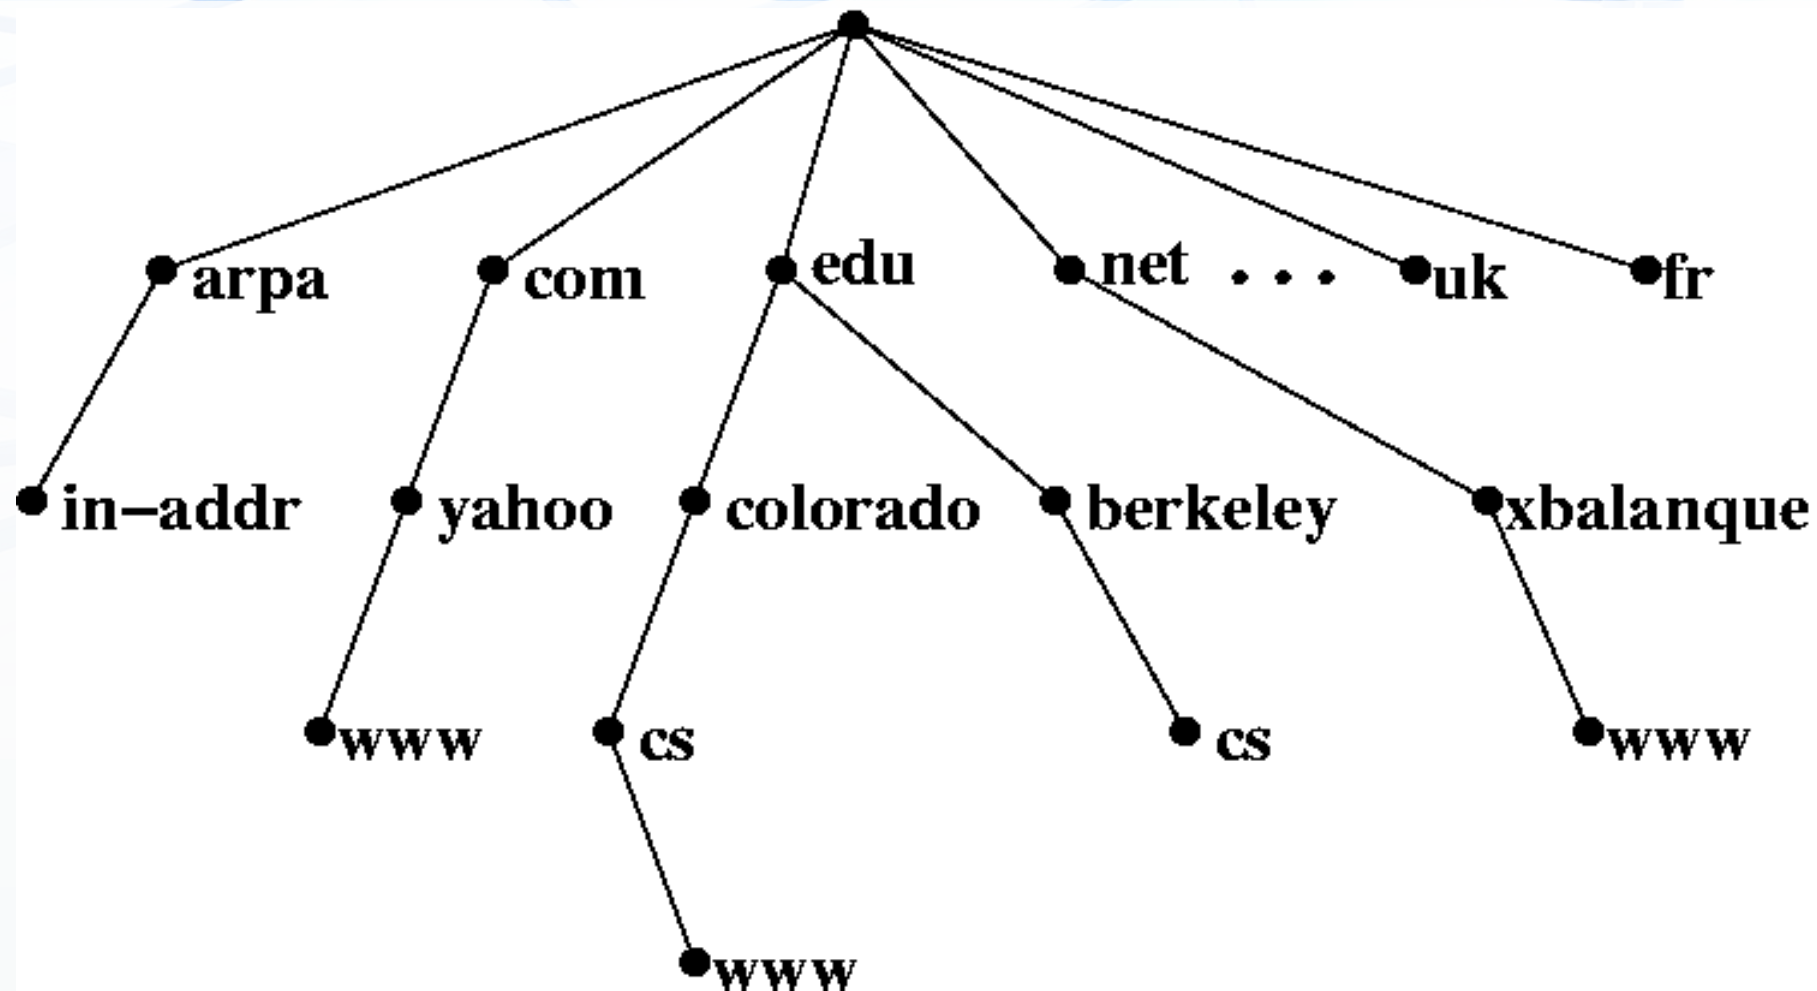 arpa com edu net . . . uk fr
in-addr yahoo colorado berkeley xbalanque
www cs cs www
www